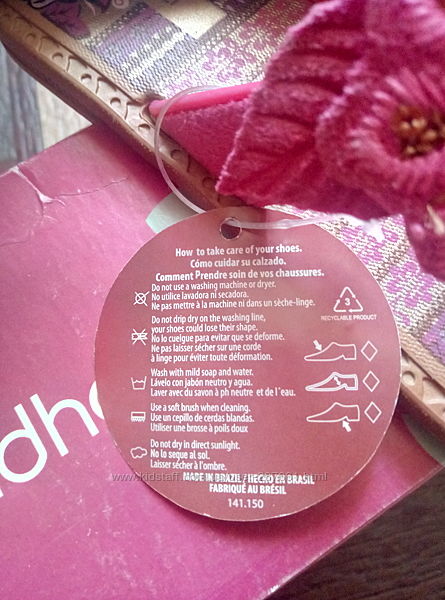 How to take care of your shoes.
Cómo cuidar su calzado.
Comment Prendre soin de vos chaussures.
Do not use a washing machine or dryer.
No utilice lavadora ni secadora.
Ne pas mettre à la machine ni dans un sèche-linge.
Do not drip dry on the washing line,
your shoes could lose their shape.
No lo cuelgue para evitar que se deforme.
Ne pas laisser sécher sur une corde
à linge pour éviter toute déformation.
Wash with mild soap and water.
Lávelo con jabón neutro y agua.
Laver avec du savon à ph neutre et de l´eau.
Use a soft brush when cleaning.
Use un cepillo de cerdas blandas.
Utiliser une brosse à poils doux
Do not dry in direct sunlight.
No lo seque al sol.
Laisser sécher à l'ombre.
MADE IN BRAZIL / HECHO EN BRASIL
FABRIQUÉ AU BRÉSIL
141.150
3
RECYCLABLE PRODUCT
dh